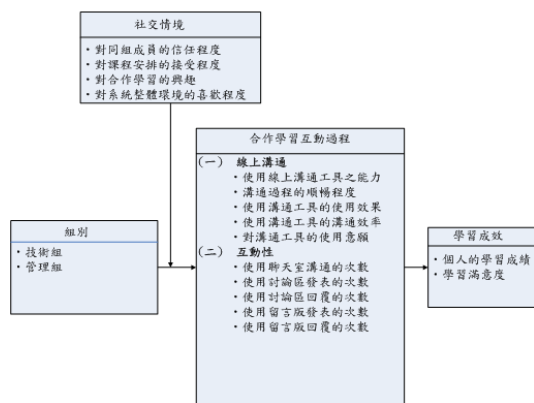 社交情境
・對同組成員的信任程度
・對課程安排的接受程度
・對合作學習的興趣
・對系統整體環境的喜歡程度
合作學習互動過程
(一) 線上溝通
・使用線上溝通工具之能力
・溝通過程的順暢程度
・使用溝通工具的使用效果
・使用溝通工具的溝通效率
・對溝通工具的使用意願
(二) 互動性
・使用聊天室溝通的次數
・使用討論區發表的次數
・使用討論區回覆的次數
・使用留言版發表的次數
・使用留言版回覆的次數
組別
・技術組
・管理組
學習成效
・個人的學習成績
・學習滿意度